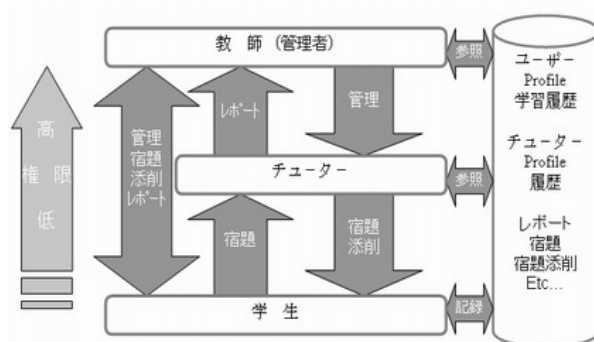 教 師 （管理者）
参照
ユーザー
Profile
学習履歴
高
権 限
低
管理
宿題
添削
レポート
レポート
管理
チューター
参照
チューター
Profile
履歴
宿題
宿題
添削
レポート
宿題
宿題添削
Etc…
学 生
記録